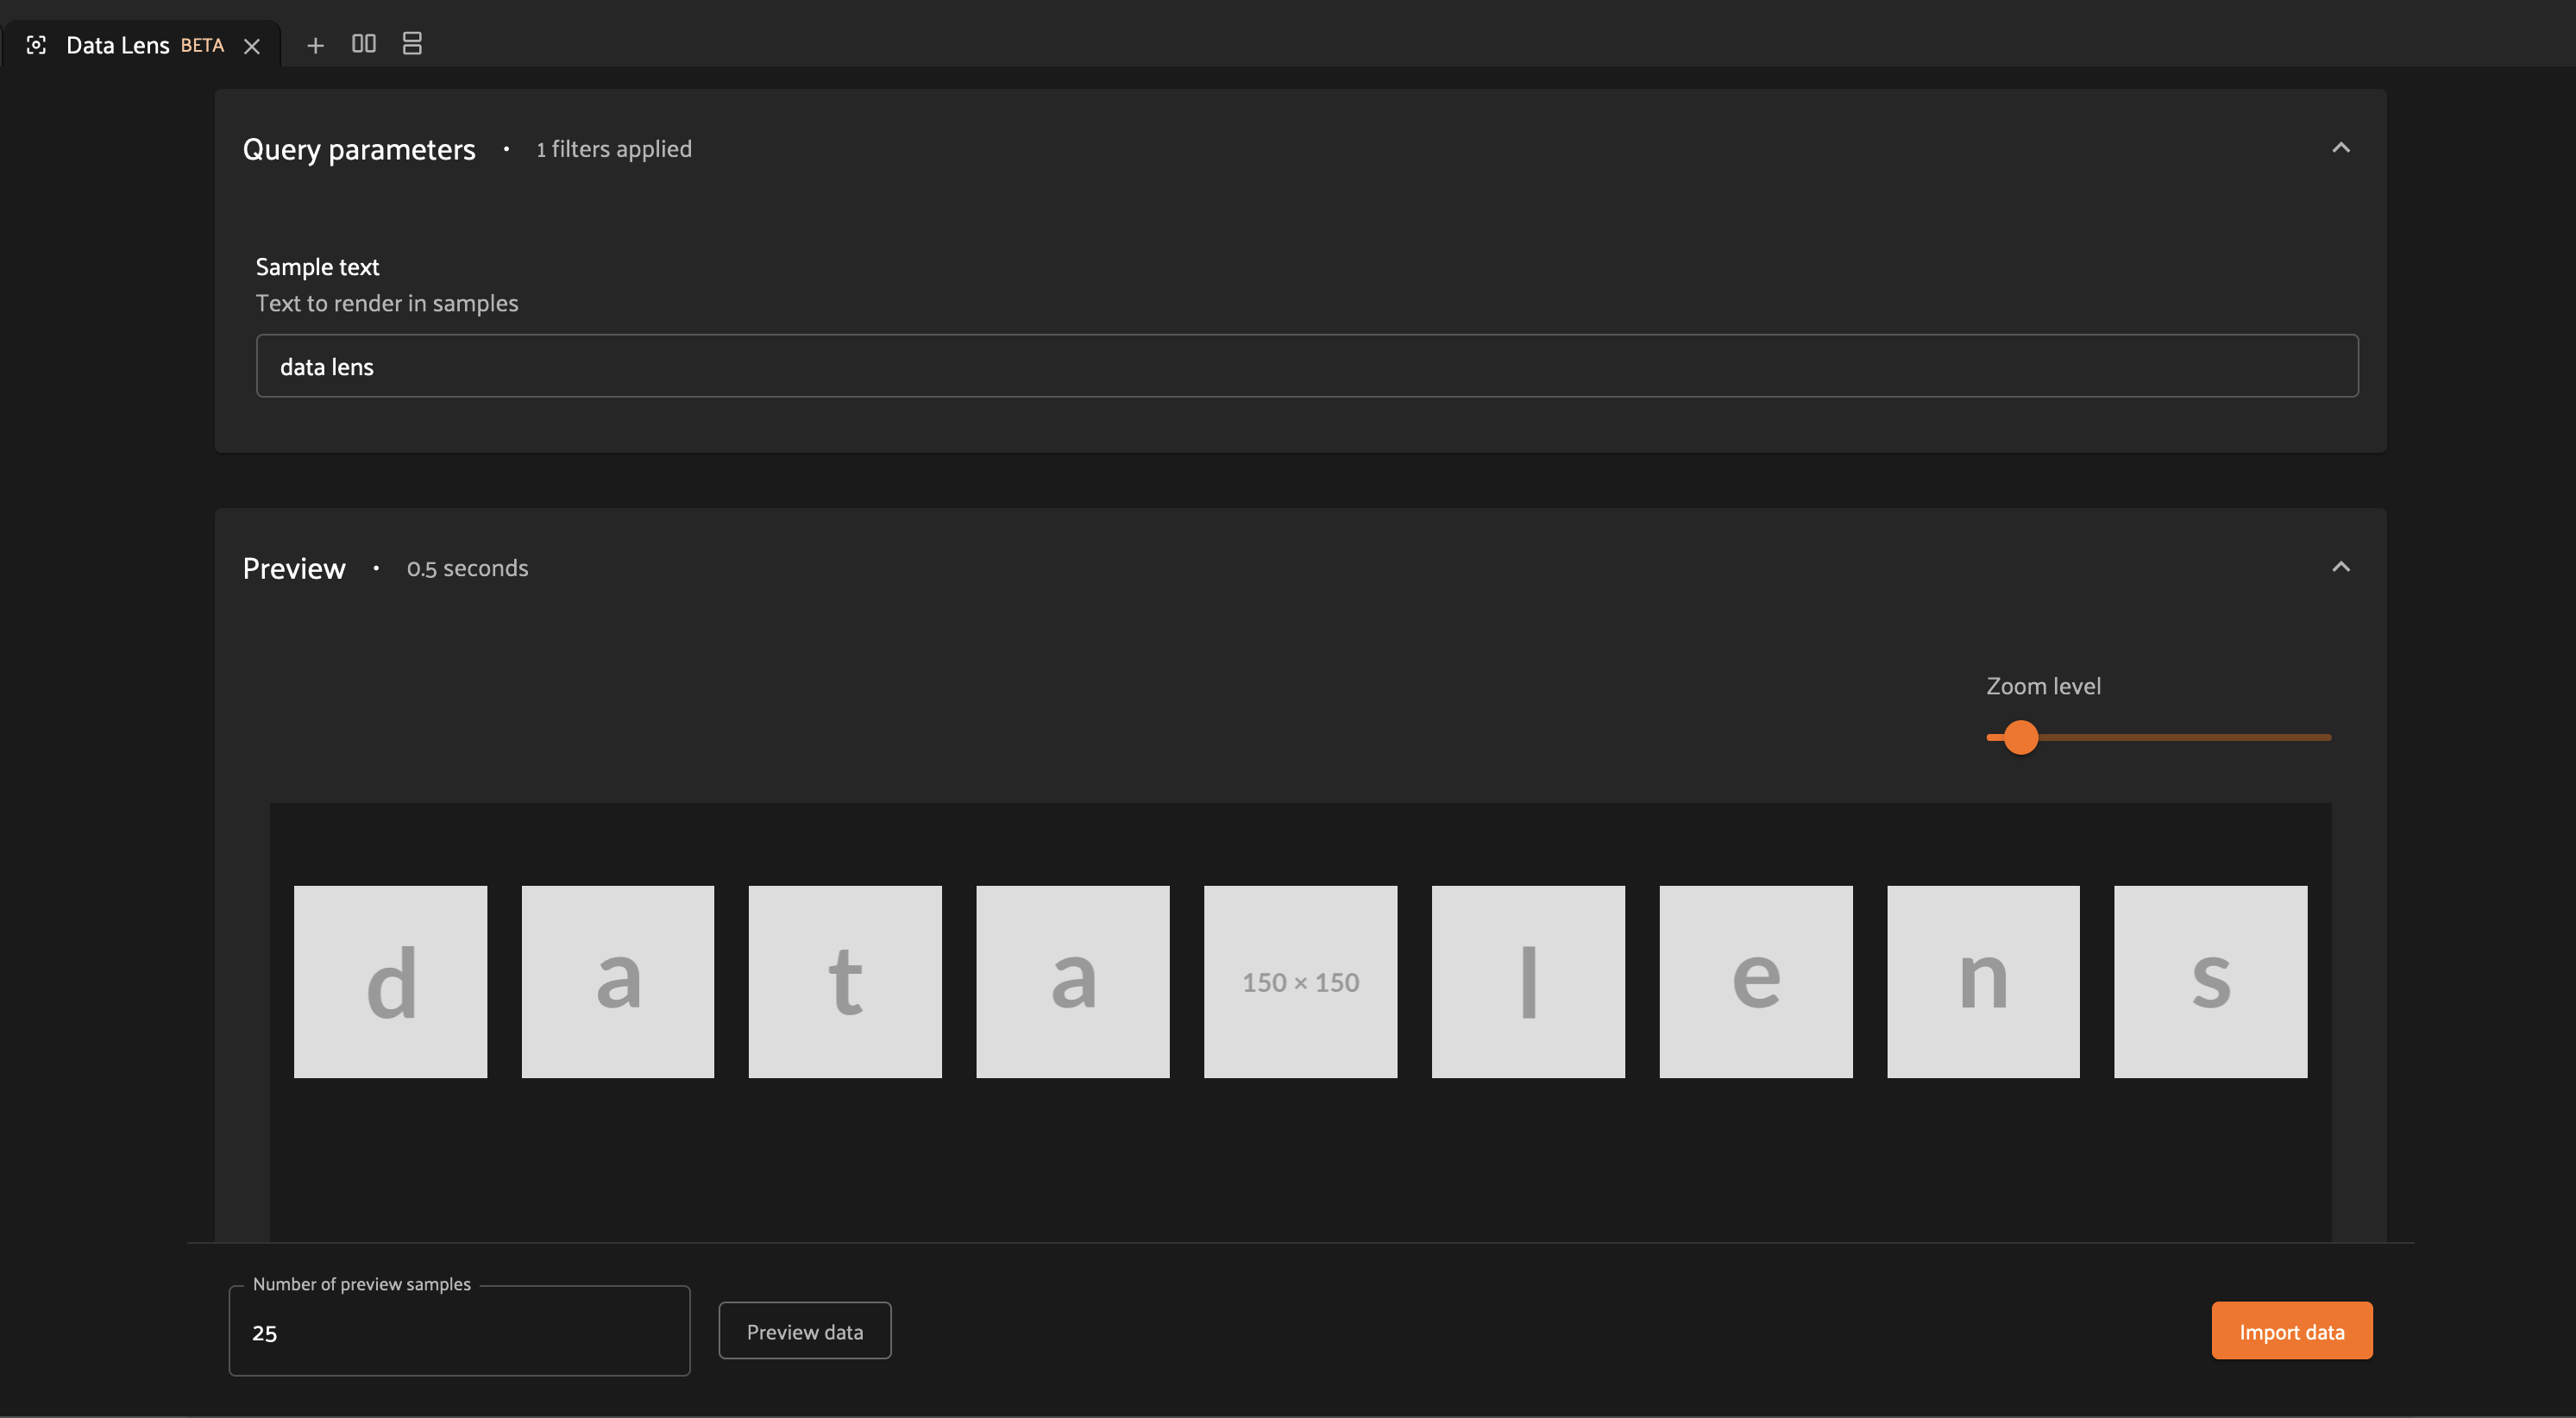 Data Lens BETA
Query parameters • 1 filters applied
Sample text
Text to render in samples
data lens
Preview • 0.5 seconds
Zoom level
d a t a 150 × 150 l e n s
Number of preview samples
25
Preview data
Import data